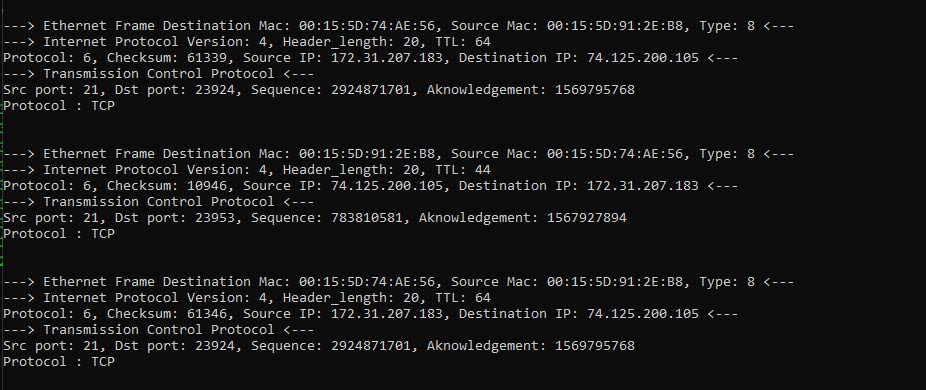 ---> Ethernet Frame Destination Mac: 00:15:5D:74:AE:56, Source Mac: 00:15:5D:91:2E:B8, Type: 8 <---
---> Internet Protocol Version: 4, Header_length: 20, TTL: 64
Protocol: 6, Checksum: 61339, Source IP: 172.31.207.183, Destination IP: 74.125.200.105 <---
---> Transmission Control Protocol <---
Src port: 21, Dst port: 23924, Sequence: 2924871701, Aknowledgement: 1569795768
Protocol : TCP
---> Ethernet Frame Destination Mac: 00:15:5D:91:2E:B8, Source Mac: 00:15:5D:74:AE:56, Type: 8 <---
---> Internet Protocol Version: 4, Header_length: 20, TTL: 44
Protocol: 6, Checksum: 10946, Source IP: 74.125.200.105, Destination IP: 172.31.207.183 <---
---> Transmission Control Protocol <---
Src port: 21, Dst port: 23953, Sequence: 783810581, Aknowledgement: 1567927894
Protocol : TCP
---> Ethernet Frame Destination Mac: 00:15:5D:74:AE:56, Source Mac: 00:15:5D:91:2E:B8, Type: 8 <---
---> Internet Protocol Version: 4, Header_length: 20, TTL: 64
Protocol: 6, Checksum: 61346, Source IP: 172.31.207.183, Destination IP: 74.125.200.105 <---
---> Transmission Control Protocol <---
Src port: 21, Dst port: 23924, Sequence: 2924871701, Aknowledgement: 1569795768
Protocol : TCP